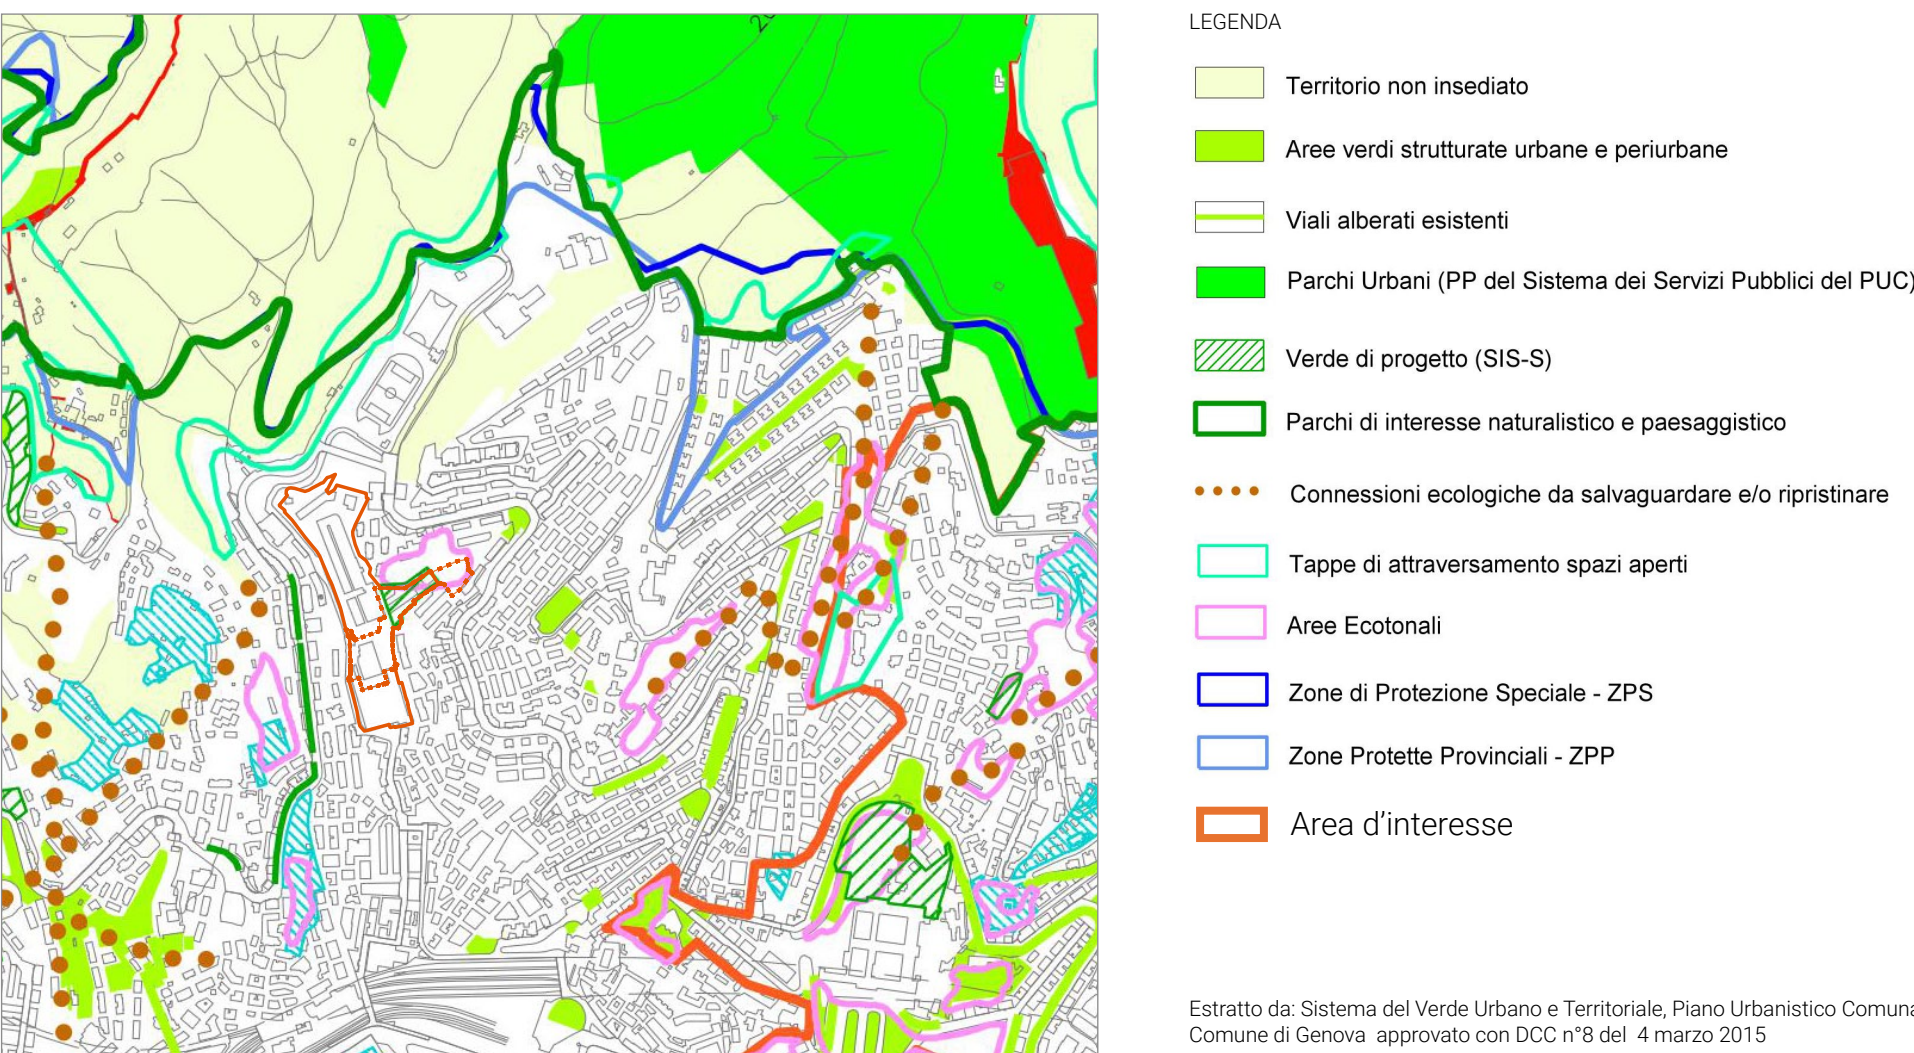 LEGENDA
Territorio non insediato
Aree verdi strutturate urbane e periurbane
Viali alberati esistenti
Parchi Urbani (PP del Sistema dei Servizi Pubblici del PUC)
Verde di progetto (SIS-S)
Parchi di interesse naturalistico e paesaggistico
Connessioni ecologiche da salvaguardare e/o ripristinare
Tappe di attraversamento spazi aperti
Aree Ecotonali
Zone di Protezione Speciale - ZPS
Zone Protette Provinciali - ZPP
Area d'interesse
Estratto da: Sistema del Verde Urbano e Territoriale, Piano Urbanistico
Comune di Genova approvato con DCC n°8 del 4 marzo 2015